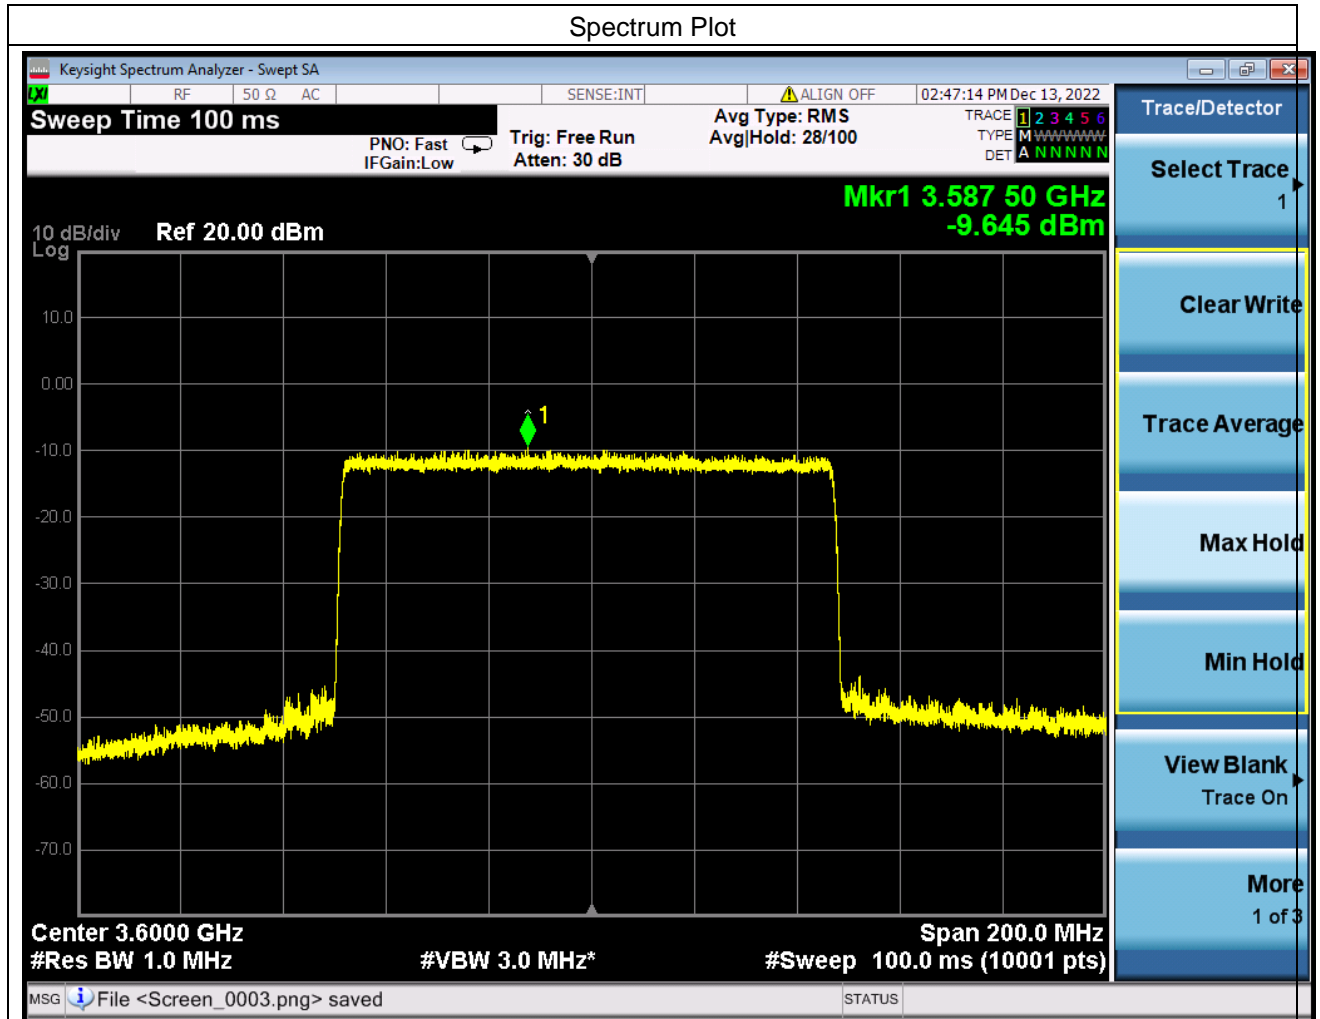 Spectrum Plot
Keysight Spectrum Analyzer - Swept SA
LXI RF 50 Ω AC SENSE:INT ALIGN OFF 02:47:14 PM Dec 13, 2022
Sweep Time 100 ms
PNO: Fast
IFGain:Low
Trig: Free Run
Atten: 30 dB
Avg Type: RMS
Avg|Hold: 28/100
TRACE 1 2 3 4 5 6
TYPE M WWWWW
DET A N N N N N
Mkr1 3.587 50 GHz
-9.645 dBm
10 dB/div Ref 20.00 dBm
Log
10.0
0.00
1
-10.0
-20.0
-30.0
-40.0
-50.0
-60.0
-70.0
Center 3.6000 GHz Span 200.0 MHz
#Res BW 1.0 MHz #VBW 3.0 MHz* #Sweep 100.0 ms (10001 pts)
MSG File <Screen_0003.png> saved STATUS
Trace/Detector
Select Trace
1
Clear Write
Trace Average
Max Hold
Min Hold
View Blank
Trace On
More
1 of 3